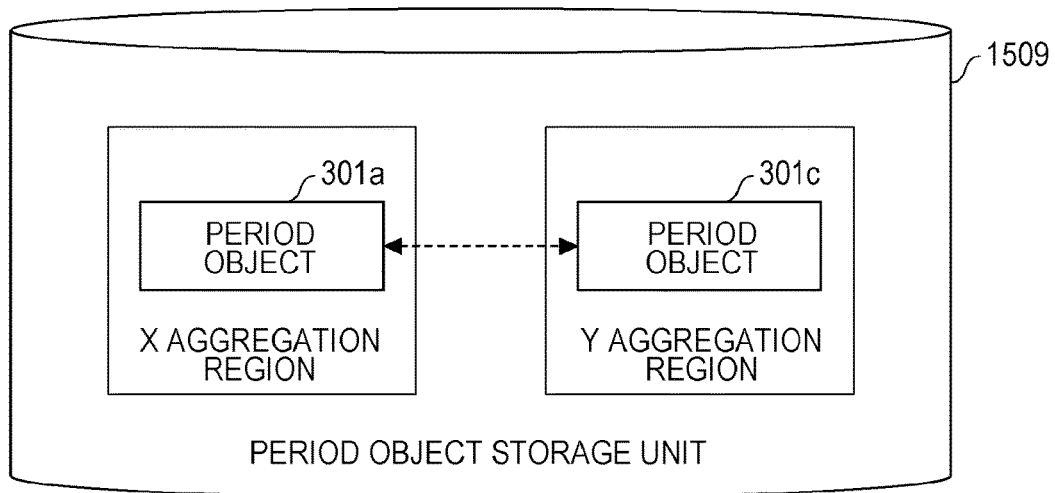 1509
301a
301c
PERIOD
OBJECT
PERIOD
OBJECT
X AGGREGATION
REGION
Y AGGREGATION
REGION
PERIOD OBJECT STORAGE UNIT